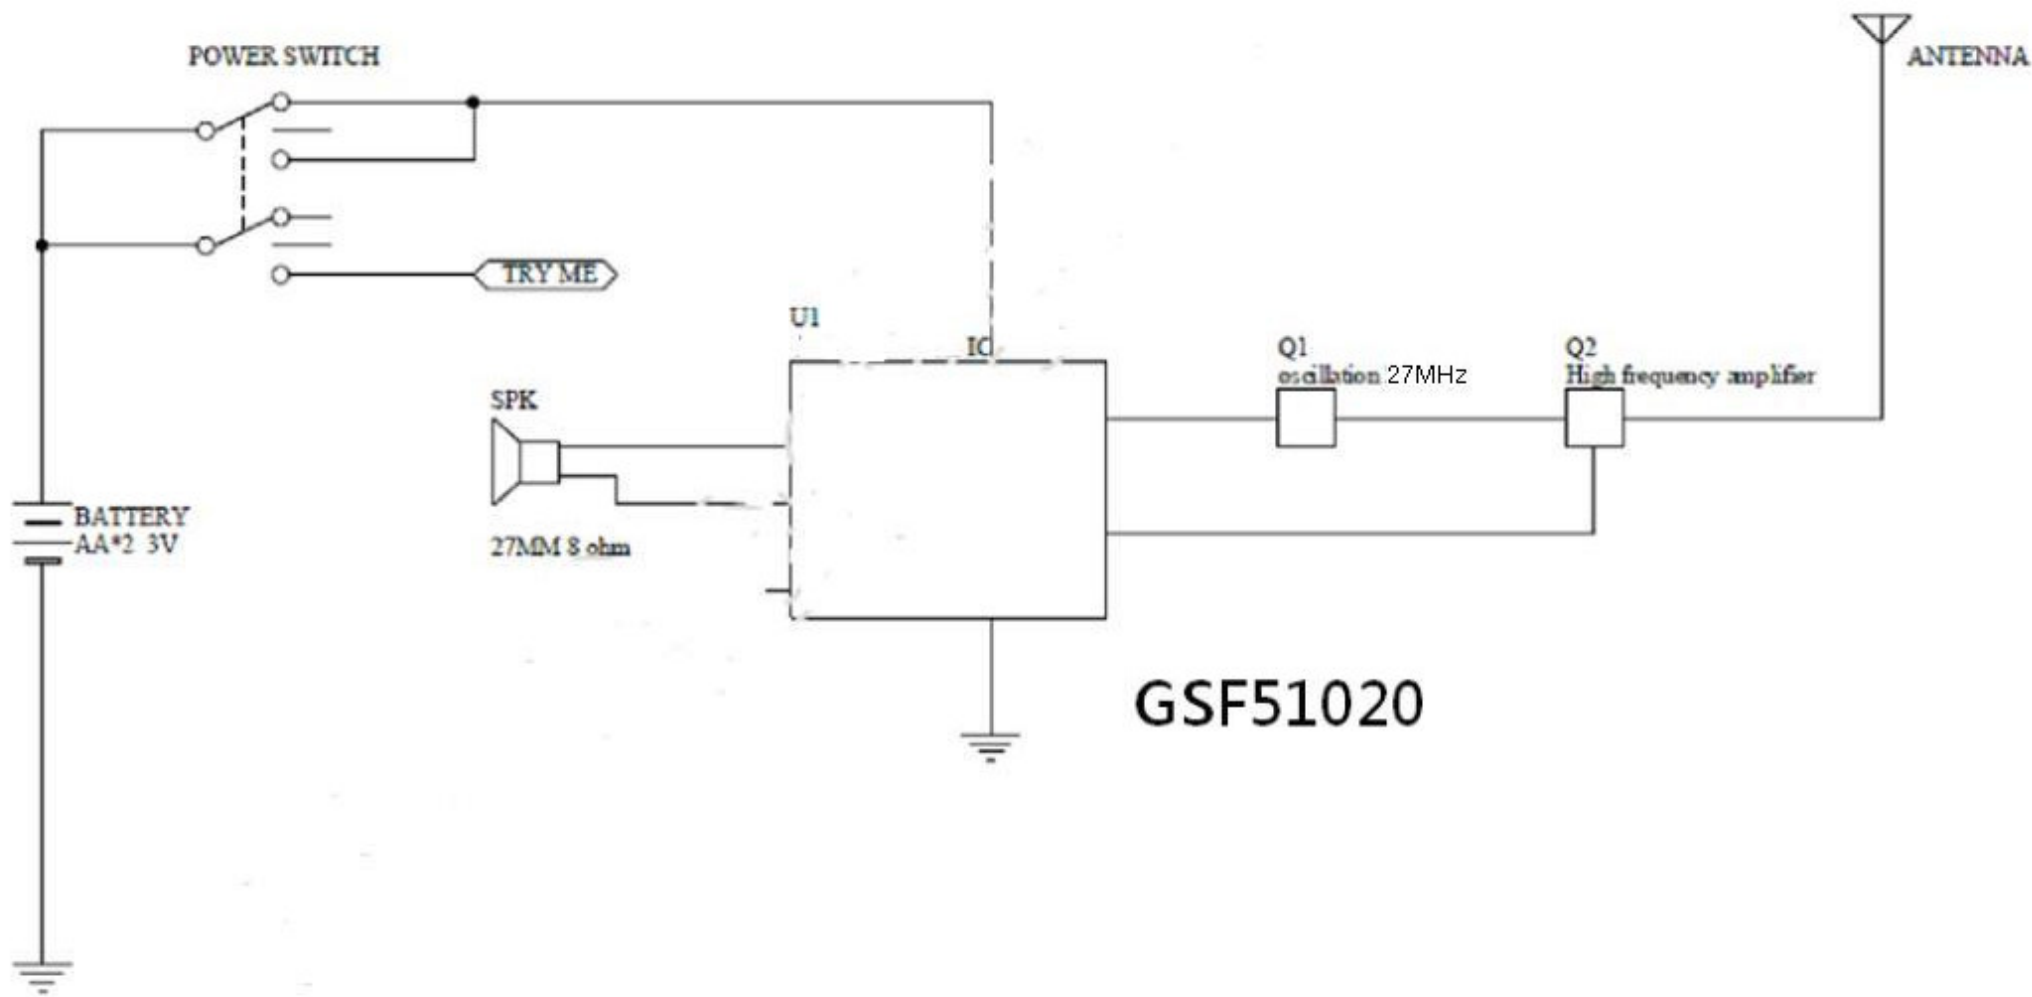 POWER SWITCH
ANTENNA
TRY ME
U1
IC
Q1
oscillation 27MHz
Q2
High frequency amplifier
SPK
27MM 8 ohm
BATTERY
AA*2 3V
GSF51020